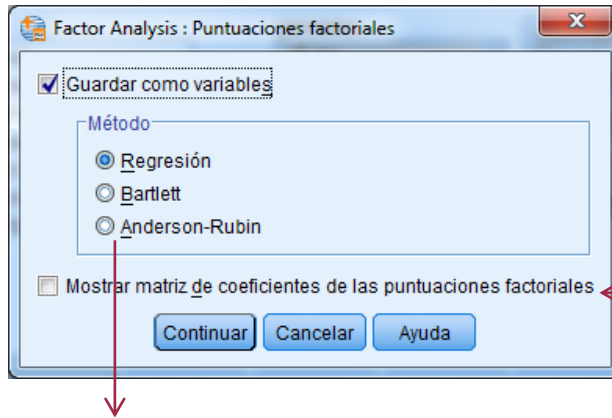 Factor Analysis : Puntuaciones factoriales
Guardar como variables
Método
Regresión
Bartlett
Anderson-Rubin
Mostrar matriz de coeficientes de las puntuaciones factoriales
Continuar Cancelar Ayuda